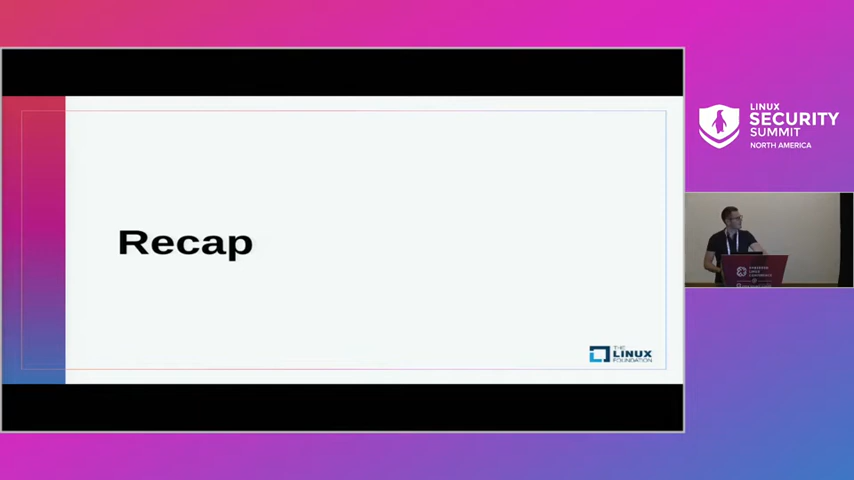 Recap
THE
LINUX
FOUNDATION
LINUX
SECURITY
SUMMIT
NORTH AMERICA